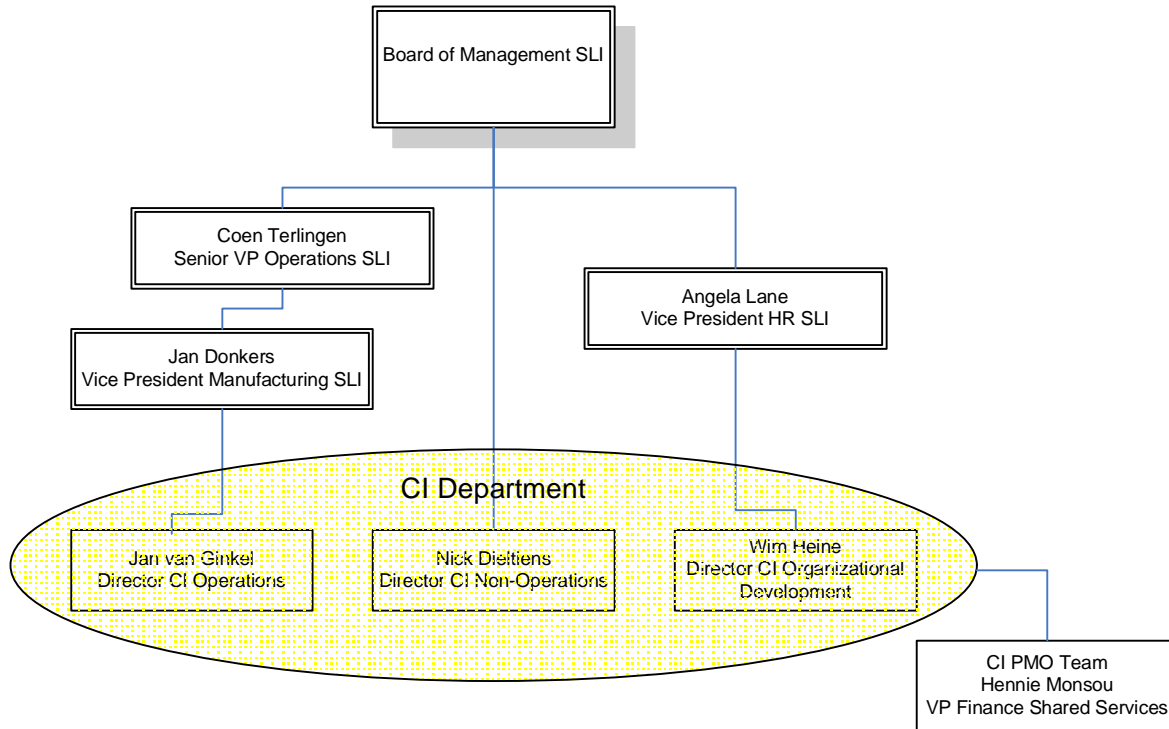 Board of Management SLI
Coen Terlingen
Senior VP Operations SLI
Angela Lane
Vice President HR SLI
Jan Donkers
Vice President Manufacturing SLI
CI Department
Jan van Ginkel
Director CI Operations
Nick Dieltiens
Director CI Non-Operations
Wim Heine
Director CI Organizational
Development
CI PMO Team
Hennie Monsou
VP Finance Shared Services